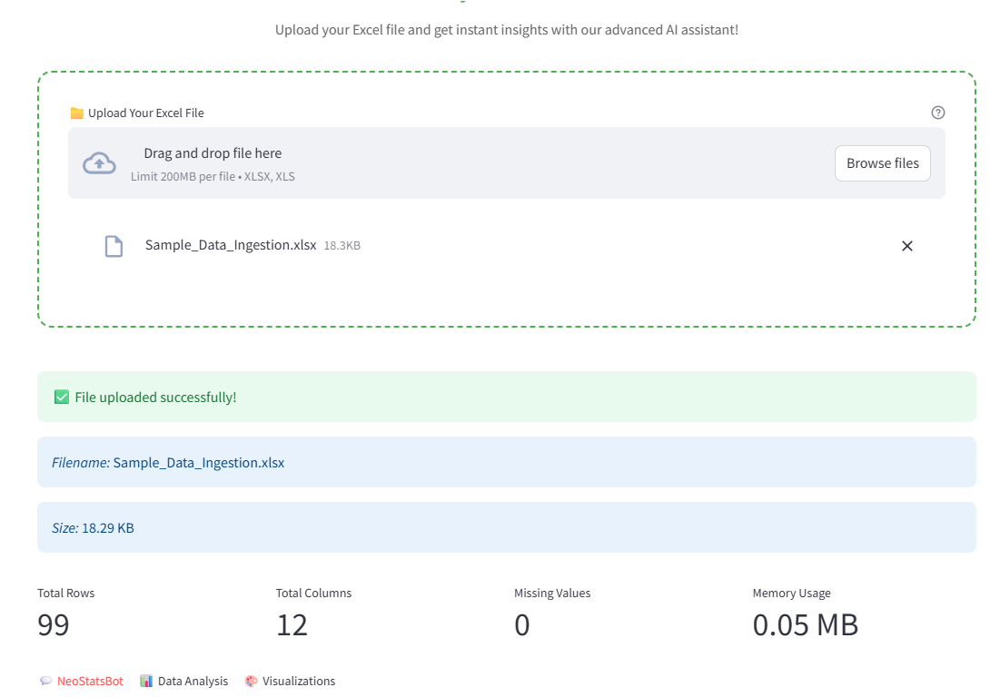 Upload your Excel file and get instant insights with our advanced AI assistant!
Upload Your Excel File
Drag and drop file here
Limit 200MB per file • XLSX, XLS
Browse files
Sample_Data_Ingestion.xlsx 18.3KB
File uploaded successfully!
Filename: Sample_Data_Ingestion.xlsx
Size: 18.29 KB
Total Rows
99
Total Columns
12
Missing Values
0
Memory Usage
0.05 MB
NeoStatsBot
Data Analysis
Visualizations